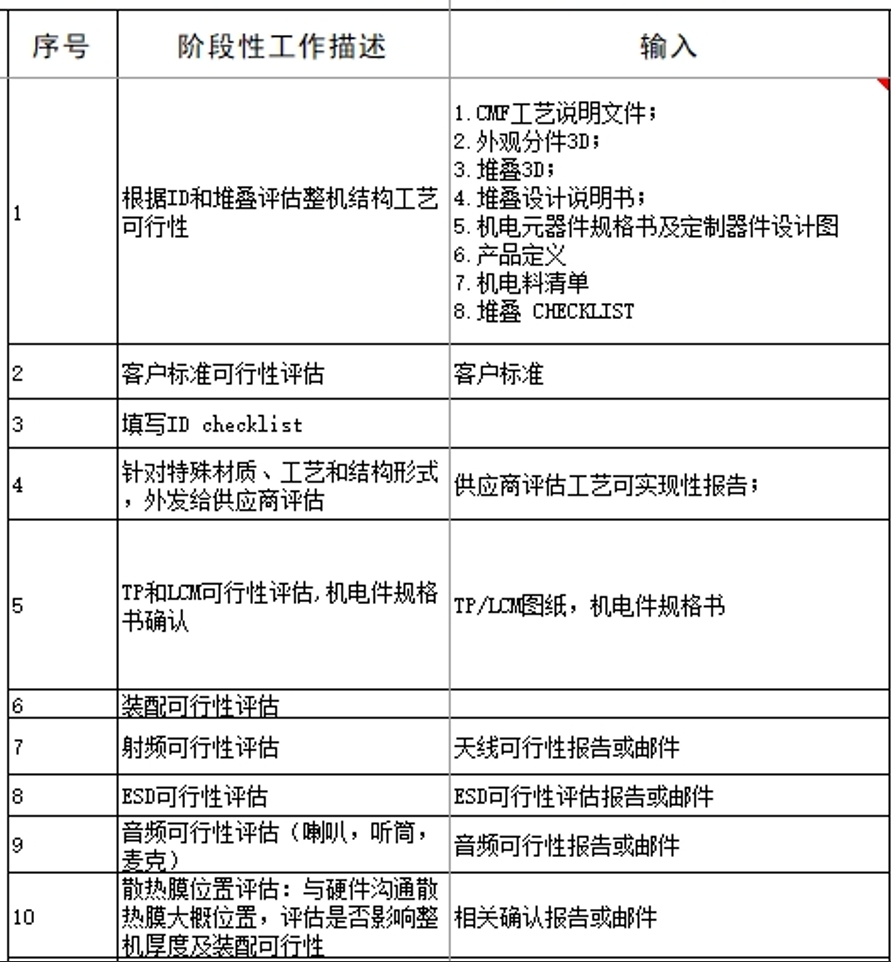 序号 阶段性工作描述 输入
1 根据ID和堆叠评估整机结构工艺
可行性
1.CMF工艺说明文件；
2.外观分件3D；
3.堆叠3D；
4.堆叠设计说明书；
5.机电元器件规格书及定制器件设计图
6.产品定义
7.机电料清单
8.堆叠 CHECKLIST
2 客户标准可行性评估 客户标准
3 填写ID checklist
4 针对特殊材质、工艺和结构形式
，外发给供应商评估
供应商评估工艺可实现性报告；
5 TP和LCM可行性评估,机电件规格
书确认
TP/LCM图纸，机电件规格书
6 装配可行性评估
7 射频可行性评估 天线可行性报告或邮件
8 ESD可行性评估 ESD可行性评估报告或邮件
9 音频可行性评估（喇叭，听筒，
麦克）
音频可行性报告或邮件
10 散热膜位置评估：与硬件沟通散
热膜大概位置，评估是否影响整
机厚度及装配可行性
相关确认报告或邮件